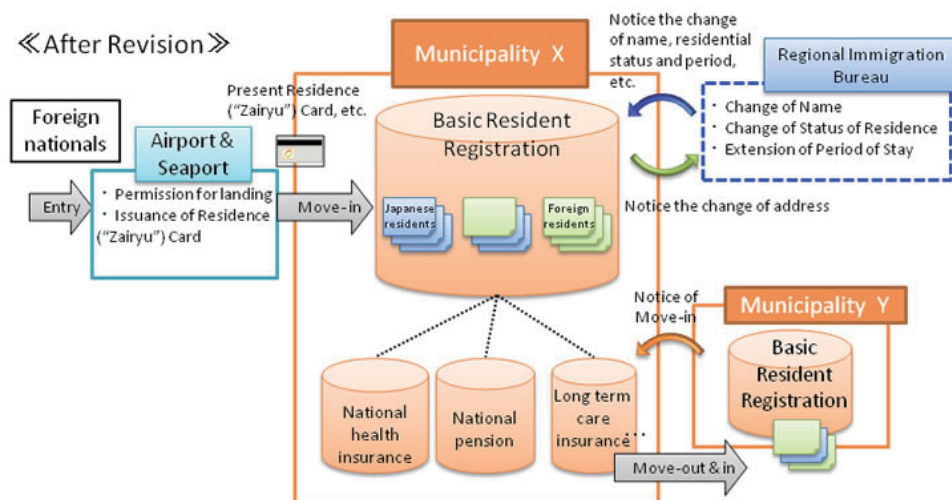 ≪After Revision≫
Foreign
nationals
Entry
Airport &
Seaport
・ Permission for landing
・ Issuance of Residence
("Zairyu") Card
Present Residence
("Zairyu") Card, etc.
Move-in
Municipality X
Basic Resident
Registration
Japanese
residents
Foreign
residents
Notice the change
of name, residential
status and period,
etc.
Regional Immigration
Bureau
・ Change of Name
・ Change of Status of Residence
・ Extension of Period of Stay
Notice the change of address
National
health
insurance
National
pension
Long term
care
insurance
...
Notice of
Move-in
Municipality Y
Basic
Resident
Registration
Move-out & in